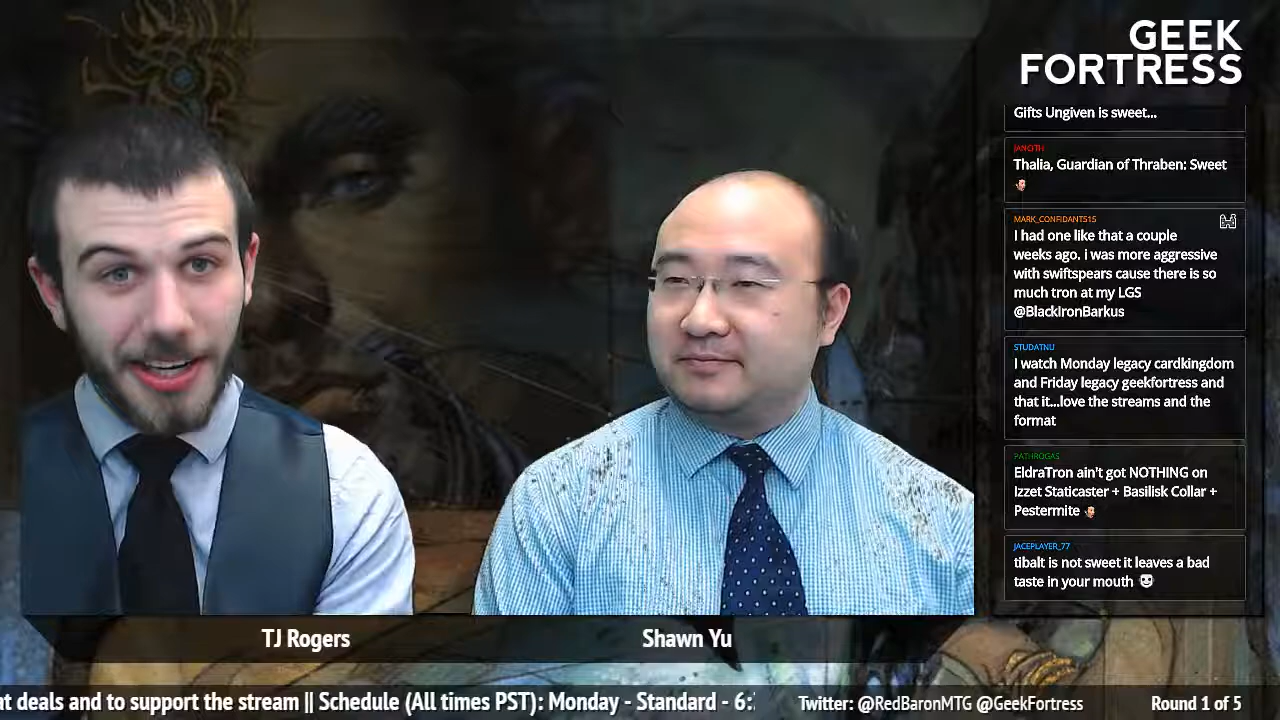 GEEK
FORTRESS
Gifts Ungiven is sweet...
JANCITH
Thalia, Guardian of Thraben: Sweet
MARK_CONFIDANT515
I had one like that a couple
weeks ago. i was more aggressive
with swiftspears cause there is so
much tron at my LGS
@BlackIronBarkus
STUDATNU
I watch Monday legacy cardkingdom
and Friday legacy geekfortress and
that it...love the streams and the
format
PATHROGAS
EldraTron ain't got NOTHING on
Izzet Staticaster + Basilisk Collar +
Pestermite
JACEPLAYER_77
tibalt is not sweet it leaves a bad
taste in your mouth
TJ Rogers
Shawn Yu
at deals and to support the stream || Schedule (All times PST): Monday - Standard - 6:
Twitter: @RedBaronMTG @GeekFortress
Round 1 of 5